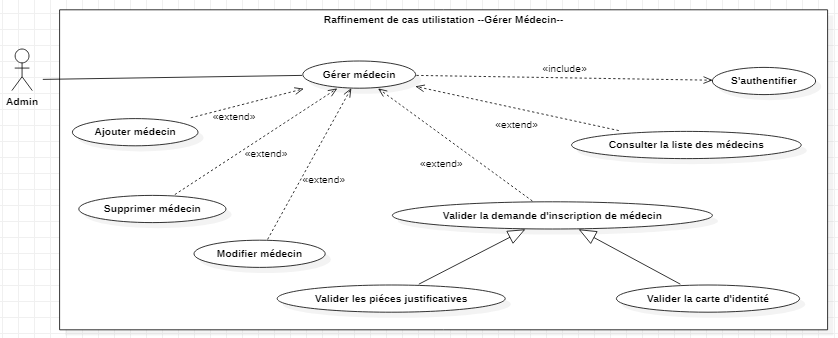 Raffinement de cas utilistation --Gérer Médecin--
Admin
Gérer médecin
«include»
S'authentifier
Ajouter médecin
«extend»
«extend»
Consulter la liste des médecins
«extend»
«extend»
«extend»
Supprimer médecin
Valider la demande d'inscription de médecin
Modifier médecin
Valider les piéces justificatives
Valider la carte d'identité